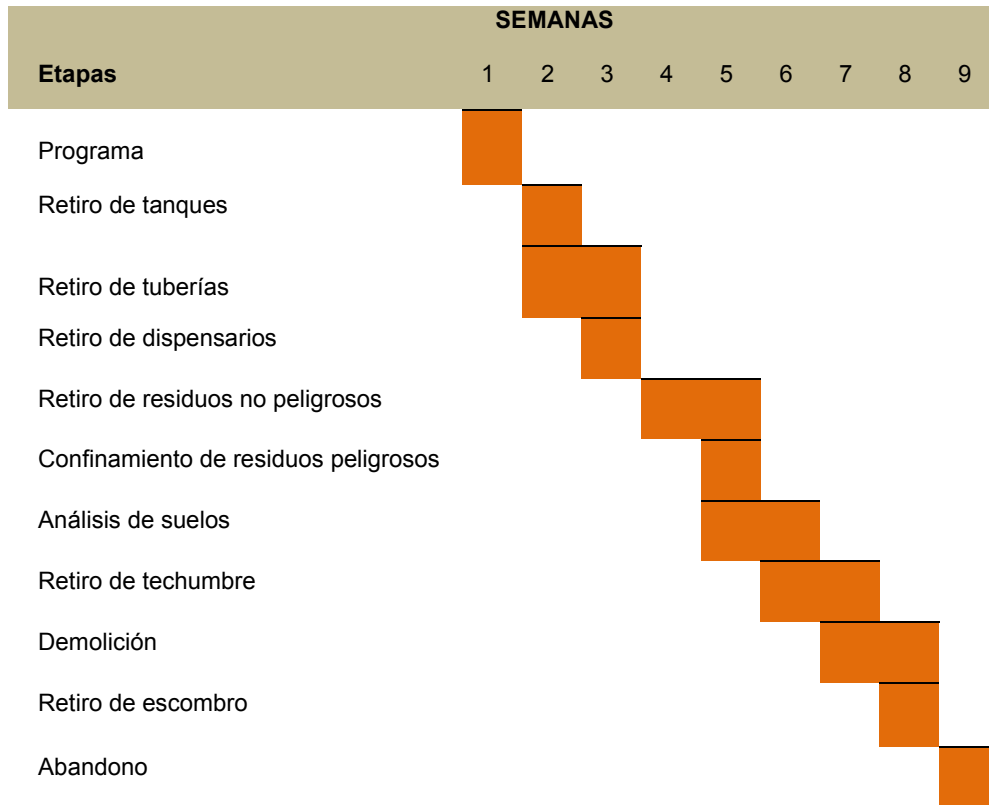 SEMANAS
Etapas 1 2 3 4 5 6 7 8 9
Programa
Retiro de tanques
Retiro de tuberías
Retiro de dispensarios
Retiro de residuos no peligrosos
Confinamiento de residuos peligrosos
Análisis de suelos
Retiro de techumbre
Demolición
Retiro de escombro
Abandono